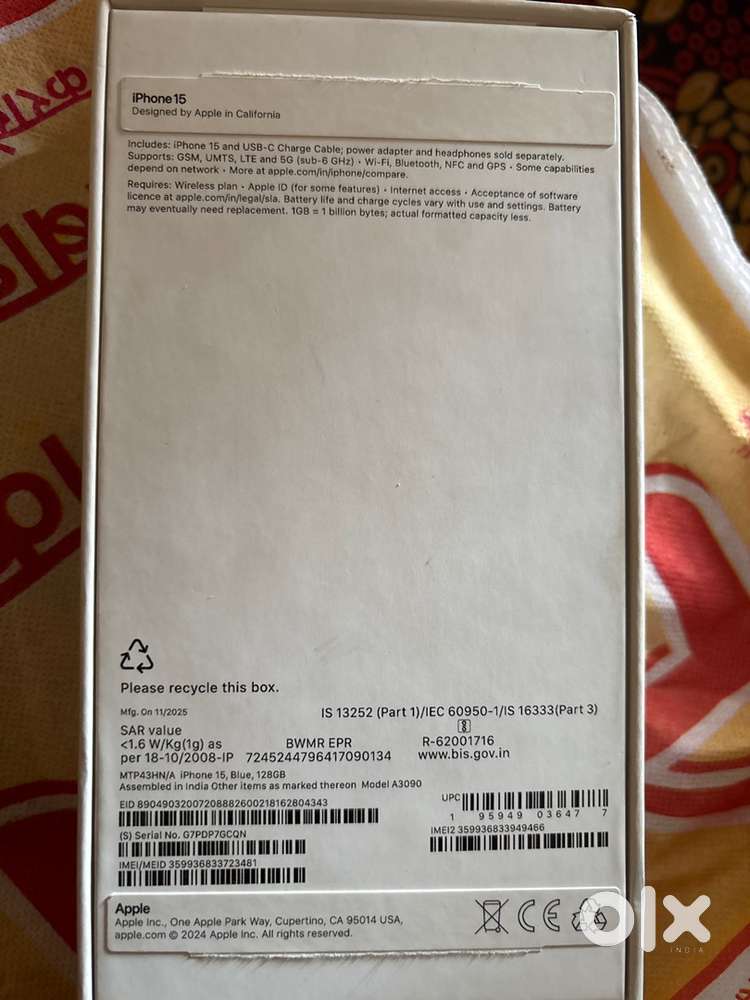 iPhone 15
Designed by Apple in California
Includes: iPhone 15 and USB-C Charge Cable; power adapter and headphones sold separately.
Supports: GSM, UMTS, LTE and 5G (sub-6 GHz) • Wi-Fi, Bluetooth, NFC and GPS • Some capabilities
depend on network • More at apple.com/in/iphone/compare.
Requires: Wireless plan • Apple ID (for some features) • Internet access • Acceptance of software
licence at apple.com/in/legal/sla. Battery life and charge cycles vary with use and settings. Battery
may eventually need replacement. 1GB = 1 billion bytes; actual formatted capacity less.
Please recycle this box.
Mfg. On 11/2025
IS 13252 (Part 1)/IEC 60950-1/IS 16333(Part 3)
SAR value
<1.6 W/Kg(1g) as
per 18-10/2008-IP
BWMR EPR
7245244796417090134
R-62001716
www.bis.gov.in
MTP43HN/A iPhone 15, Blue, 128GB
Assembled in India Other items as marked thereon Model A3090
EID 89049032007208882600218162804343
UPC
1 95949 03647 7
(S) Serial No. G7PDP7GCQN
IMEI2 359936833949466
IMEI/MEID 359936833723481
Apple
Apple Inc., One Apple Park Way, Cupertino, CA 95014 USA,
apple.com © 2024 Apple Inc. All rights reserved.
CE
olx
INDIA